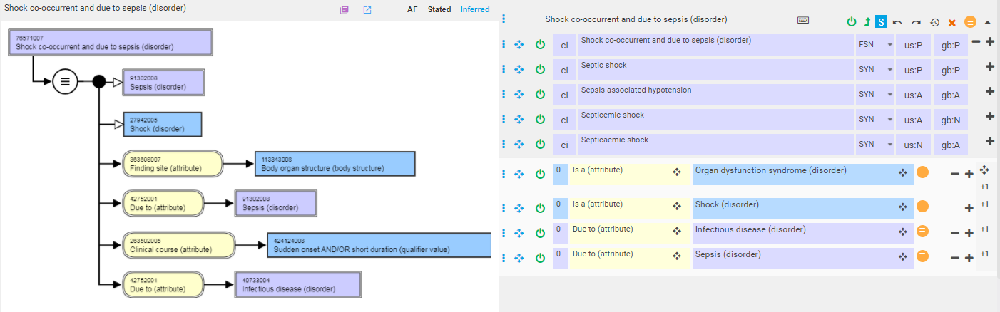 Shock co-occurrent and due to sepsis (disorder)
AF Stated Inferred
76571007
Shock co-occurrent and due to sepsis (disorder)
91302008
Sepsis (disorder)
27942005
Shock (disorder)
363698007
Finding site (attribute)
113343008
Body organ structure (body structure)
42752001
Due to (attribute)
91302008
Sepsis (disorder)
263502005
Clinical course (attribute)
424124008
Sudden onset AND/OR short duration (qualifier value)
42752001
Due to (attribute)
40733004
Infectious disease (disorder)
Shock co-occurrent and due to sepsis (disorder)
S
ci Shock co-occurrent and due to sepsis (disorder) FSN us:P gb:P
ci Septic shock SYN us:P gb:P
ci Sepsis-associated hypotension SYN us:A gb:A
ci Septicemic shock SYN us:A gb:N
ci Septicaemic shock SYN us:N gb:A
0 Is a (attribute) Organ dysfunction syndrome (disorder)
+1
0 Is a (attribute) Shock (disorder) +1
0 Due to (attribute) Infectious disease (disorder) +1
0 Due to (attribute) Sepsis (disorder) +1